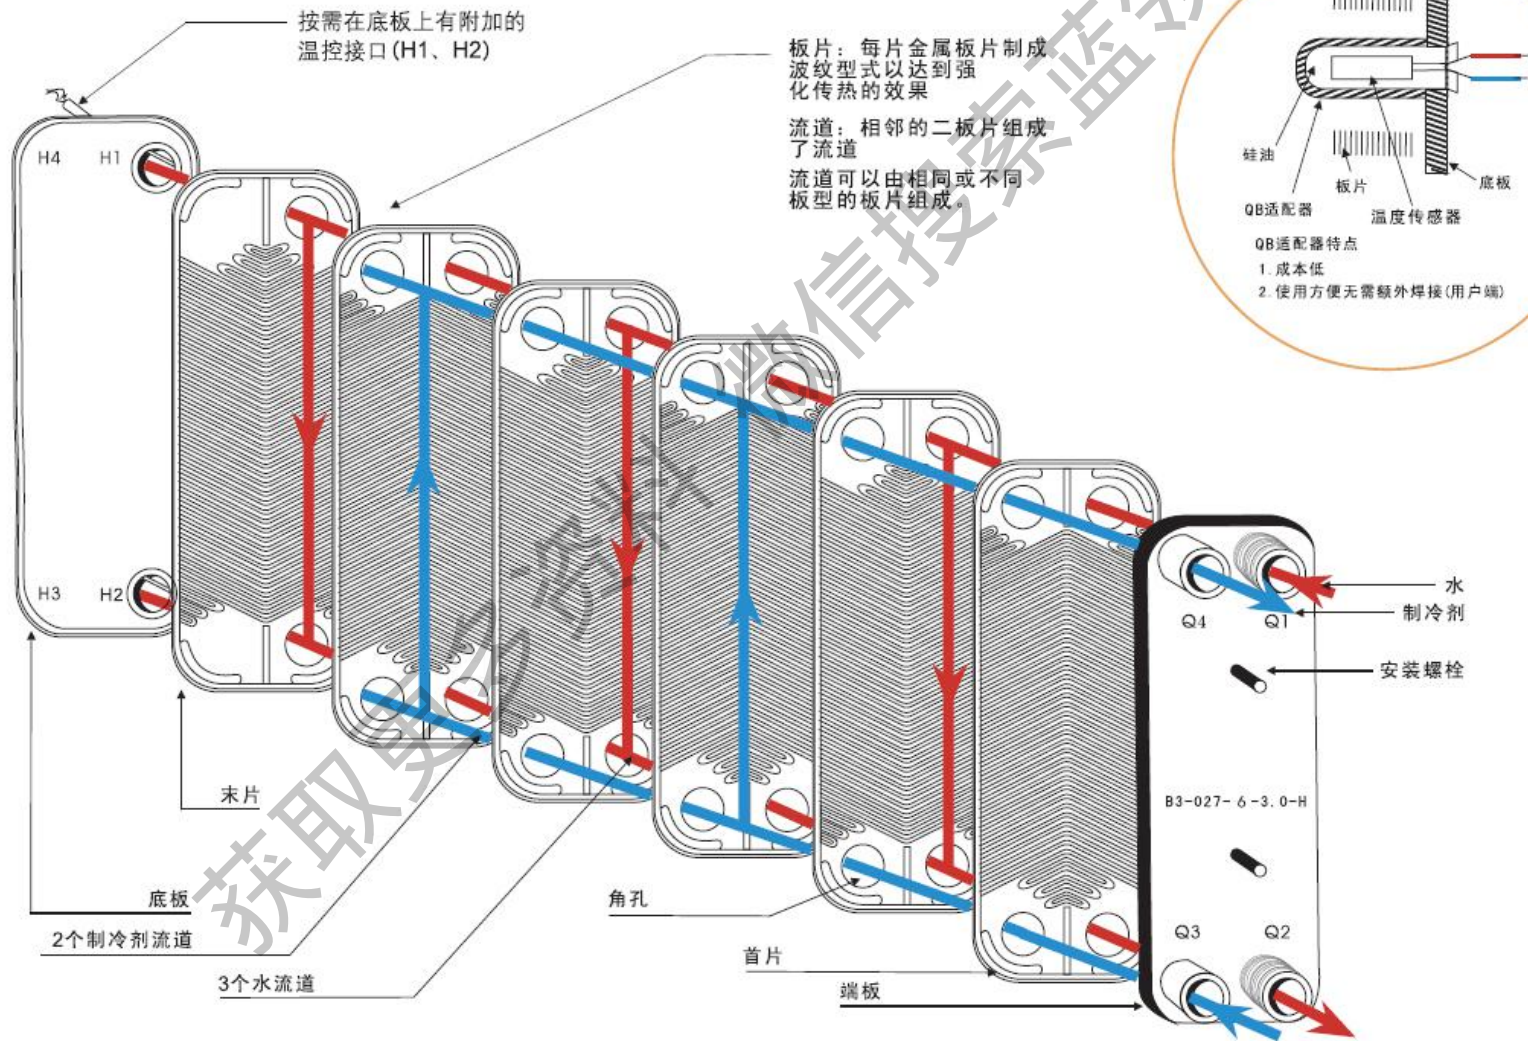 按需在底板上有附加的
温控接口(H1、H2)
板片：每片金属板片制成
波纹型式以达到强
化传热的效果
流道：相邻的二板片组成
了流道
流道可以由相同或不同
板型的板片组成。
硅油
板片
底板
QB适配器
温度传感器
QB适配器特点
1.成本低
2.使用方便无需额外焊接(用户端)
H4
H1
H3
H2
水
制冷剂
Q4
Q1
安装螺栓
B3-027-6-3.0-H
末片
底板
角孔
2个制冷剂流道
3个水流道
首片
端板
Q3
Q2
获取更多资料 微信搜索蓝领